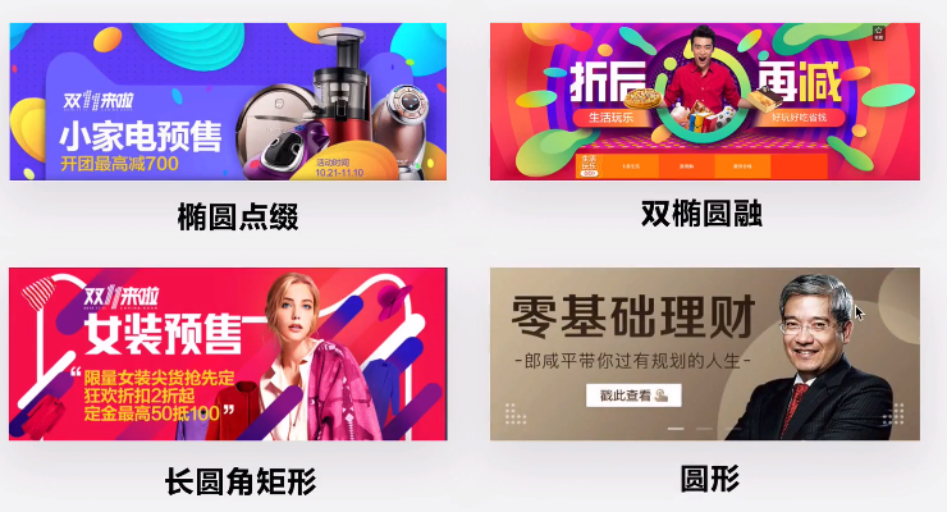 双11来啦
小家电预售
开团最高减700
活动时间
10.21-11.10
椭圆点缀
折后 再减
生活玩乐
好玩好吃省钱
生活
玩乐
双椭圆融
双11来啦
女装预售
“限量女装尖货抢先定
狂欢折扣2折起
定金最高50抵100”
长圆角矩形
零基础理财
-郎咸平带你过有规划的人生-
戳此查看
圆形